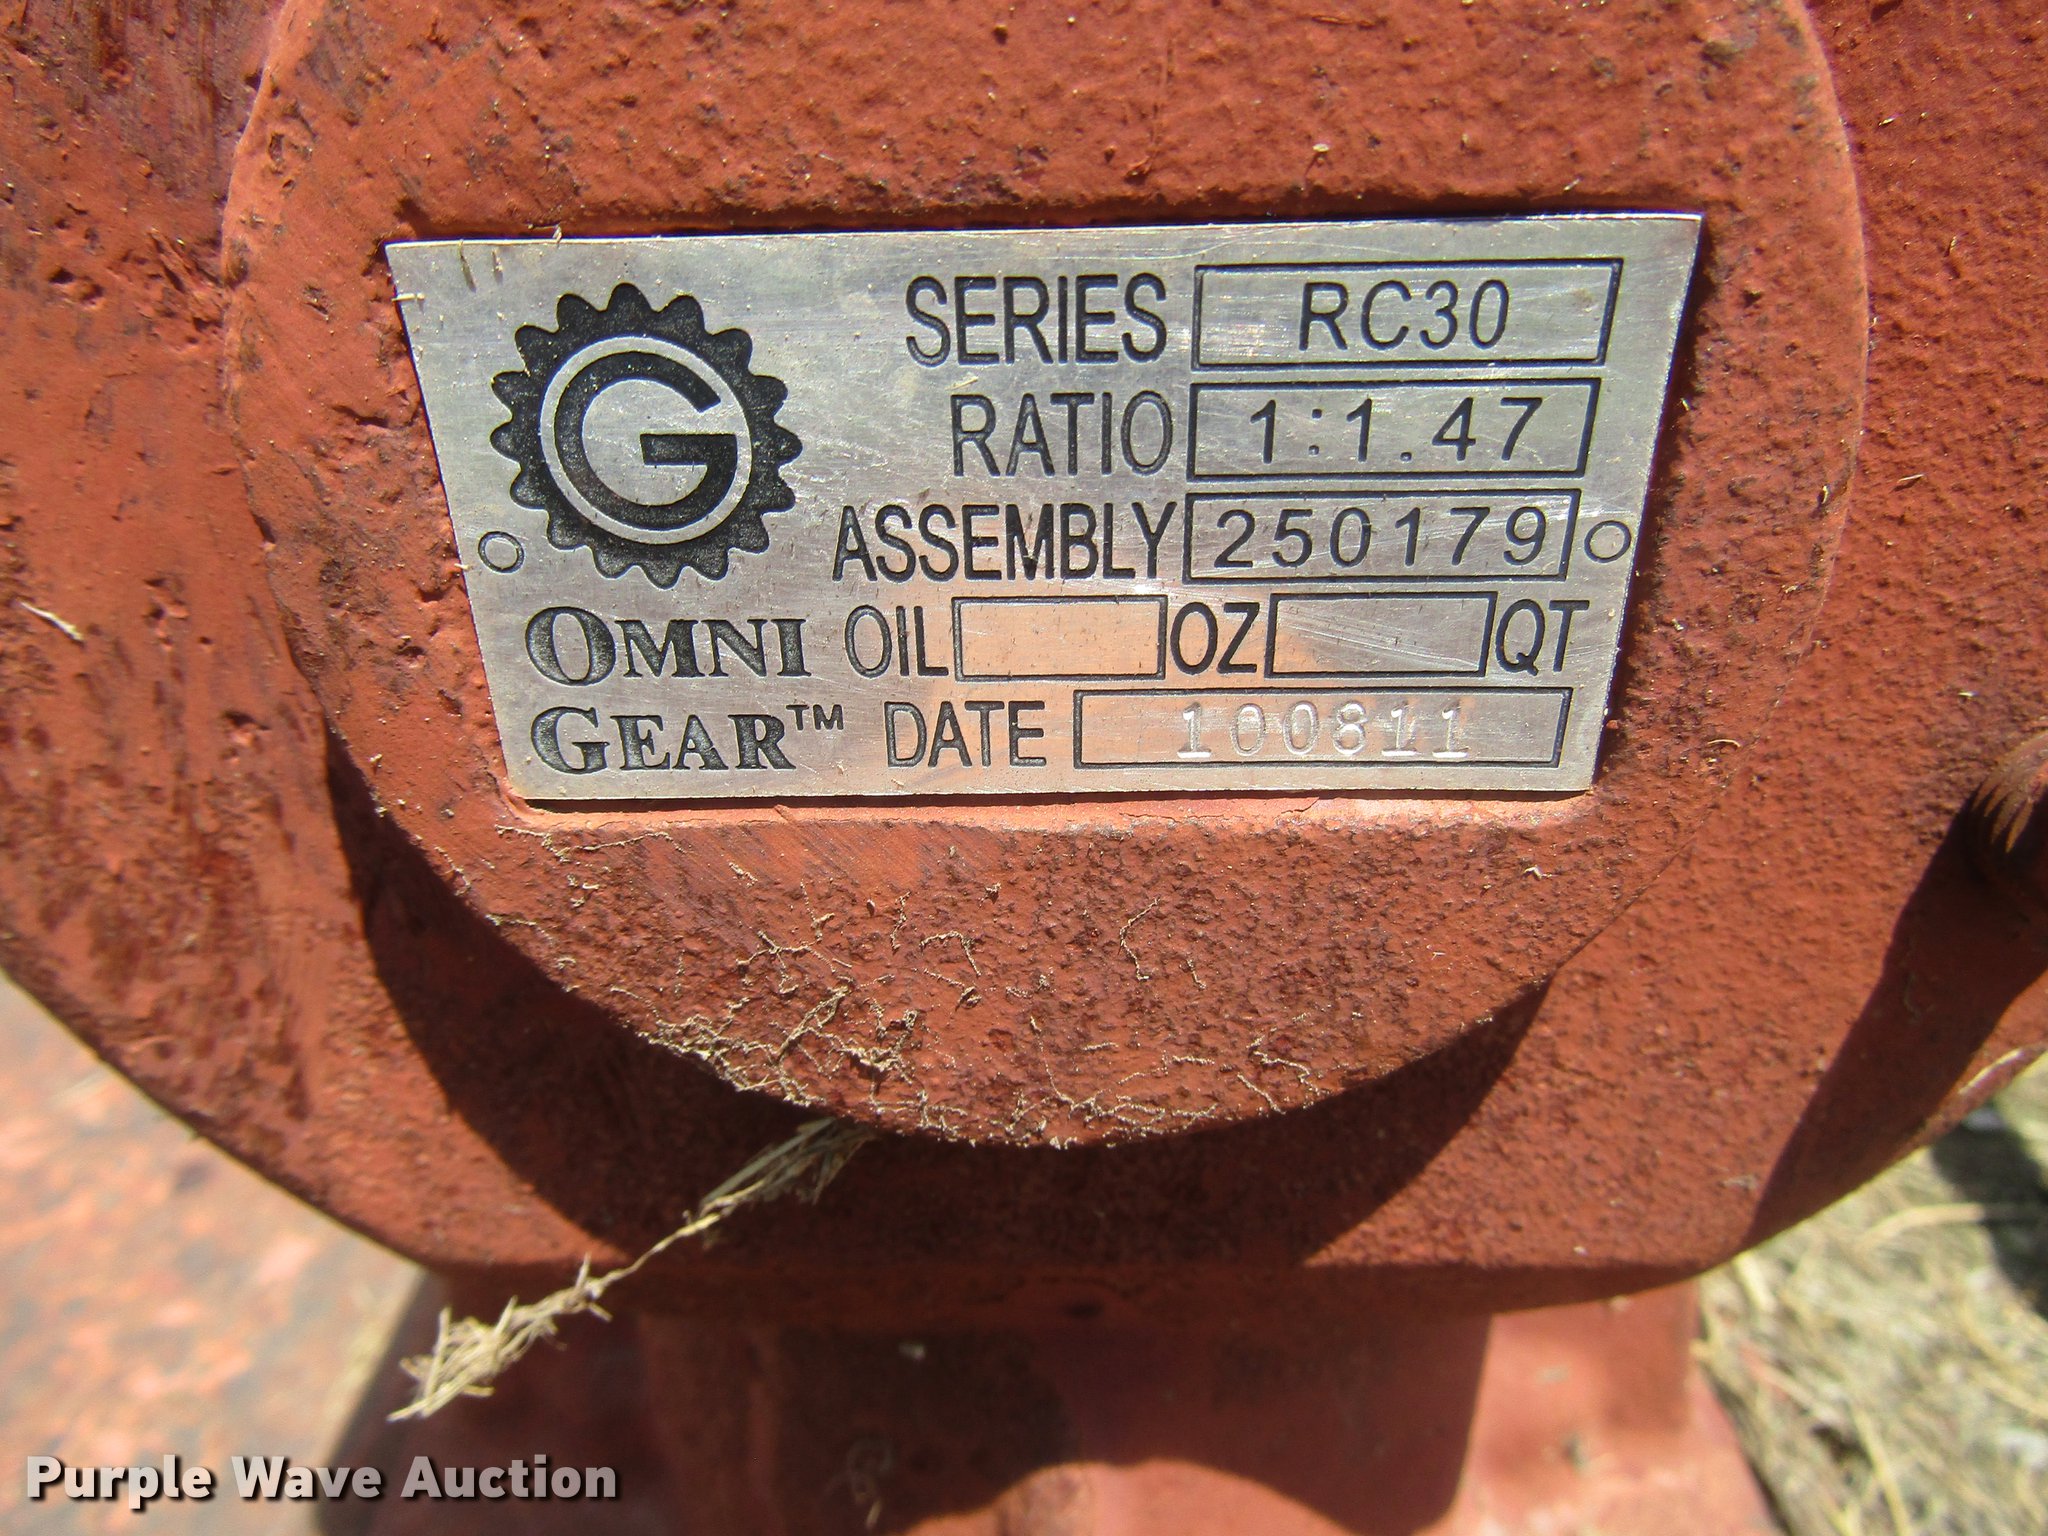 G
SERIES RC30
RATIO 1:1.47
ASSEMBLY 250179
OIL OZ QT
DATE 100811
OMNI
GEAR™
Purple Wave Auction